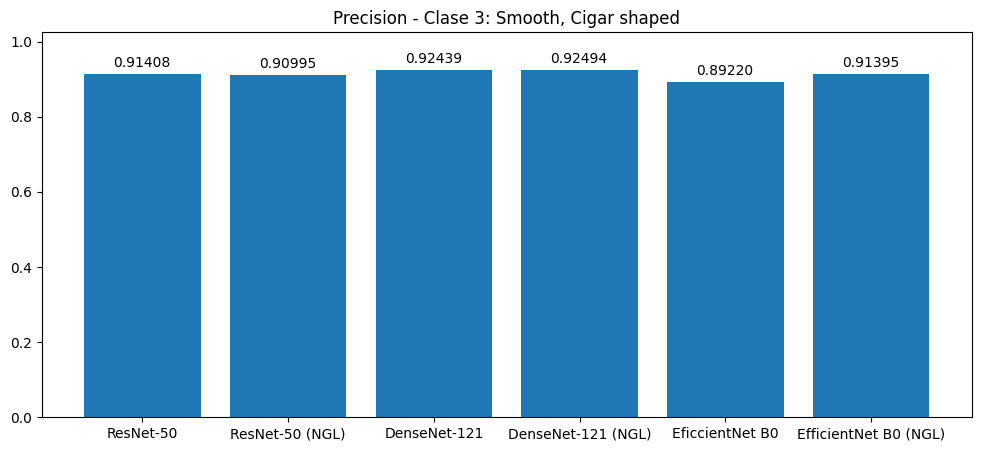 Precision - Clase 3: Smooth, Cigar shaped
1.0
0.8
0.6
0.4
0.2
0.0
0.91408
0.90995
0.92439
0.92494
0.89220
0.91395
ResNet-50
ResNet-50 (NGL)
DenseNet-121
DenseNet-121 (NGL)
EficcientNet B0
EfficientNet B0 (NGL)